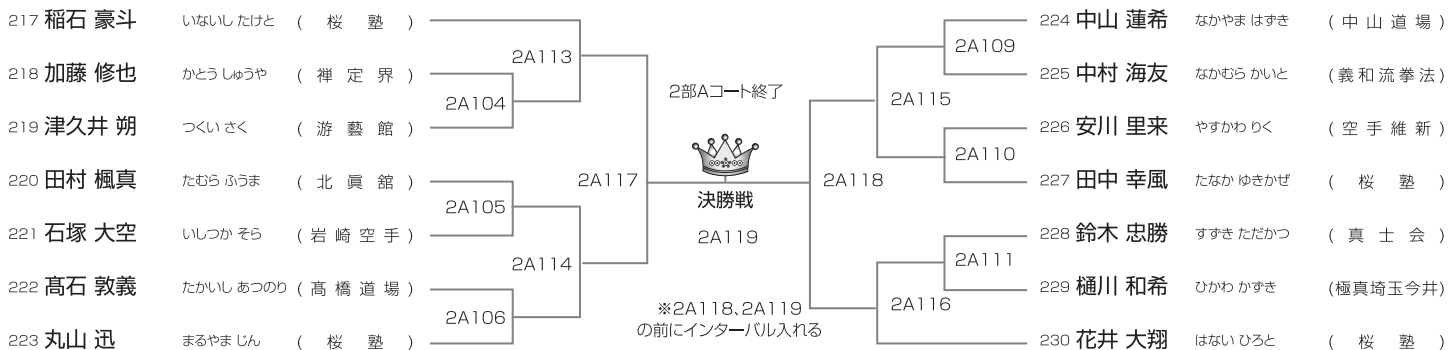 217 稲石 豪斗 いないし たけと (桜塾)
218 加藤 修也 かとう しゅうや (禅定界)
219 津久井 朔 つくい さく (游藝館)
220 田村 楓真 たむら ふうま (北眞館)
221 石塚 大空 いしつか そら (岩崎空手)
222 髙石 敦義 たかいし あつのり (髙橋道場)
223 丸山 迅 まるやま じん (桜塾)
2A113
2A104
2A105
2A114
2A106
2A117
2部Aコート終了
決勝戦
2A119
※2A118、2A119
の前にインターバル入れる
2A118
2A109
2A115
2A110
2A111
2A116
224 中山 蓮希 なかやま はずき (中山道場)
225 中村 海友 なかむら かいと (義和流拳法)
226 安川 里来 やすかわ りく (空手維新)
227 田中 幸風 たなか ゆきかぜ (桜塾)
228 鈴木 忠勝 すずき ただかつ (真士会)
229 樋川 和希 ひかわ かずき (極真埼玉今井)
230 花井 大翔 はない ひろと (桜塾)